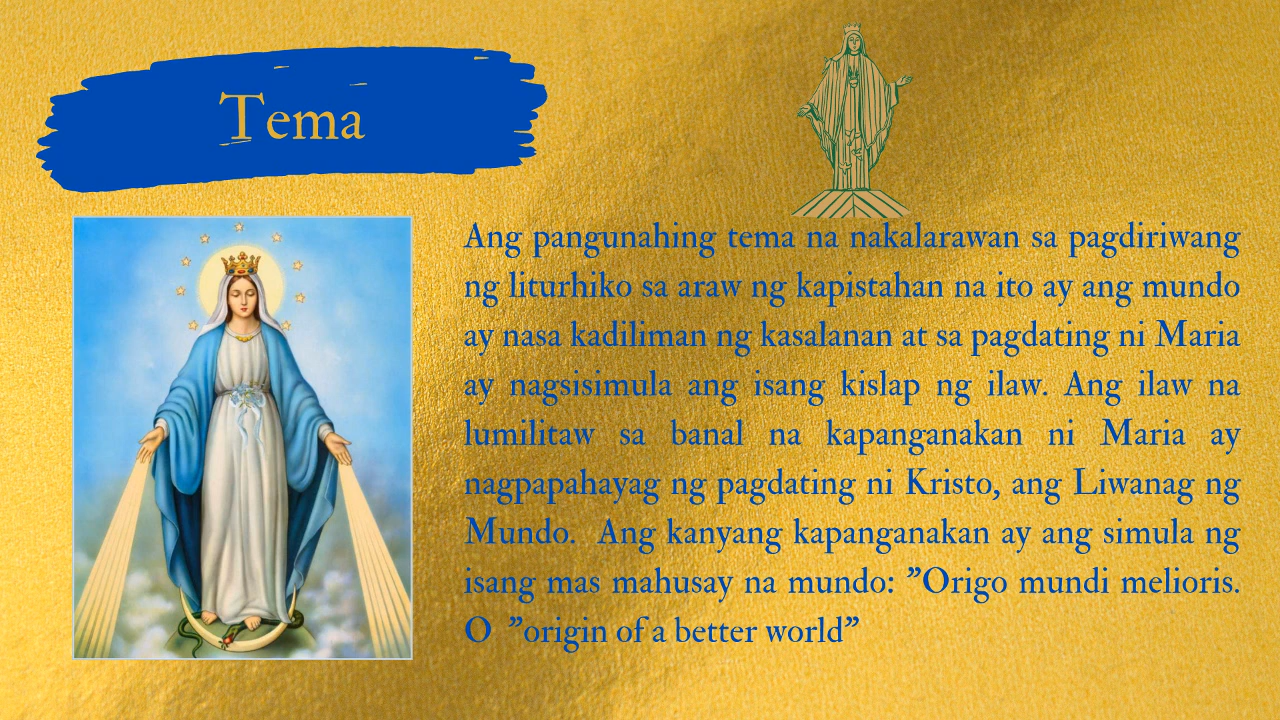 Tema
Ang pangunahing tema na nakalarawan sa pagdiriwang
ng liturhiko sa araw ng kapistahan na ito ay ang mundo
ay nasa kadiliman ng kasalanan at sa pagdating ni Maria
ay nagsisimula ang isang kislap ng ilaw. Ang ilaw na
lumilitaw sa banal na kapanganakan ni Maria ay
nagpapahayag ng pagdating ni Kristo, ang Liwanag ng
Mundo.  Ang kanyang kapanganakan ay ang simula ng
isang mas mahusay na mundo: ”Origo mundi melioris.
O  ”origin of a better world”